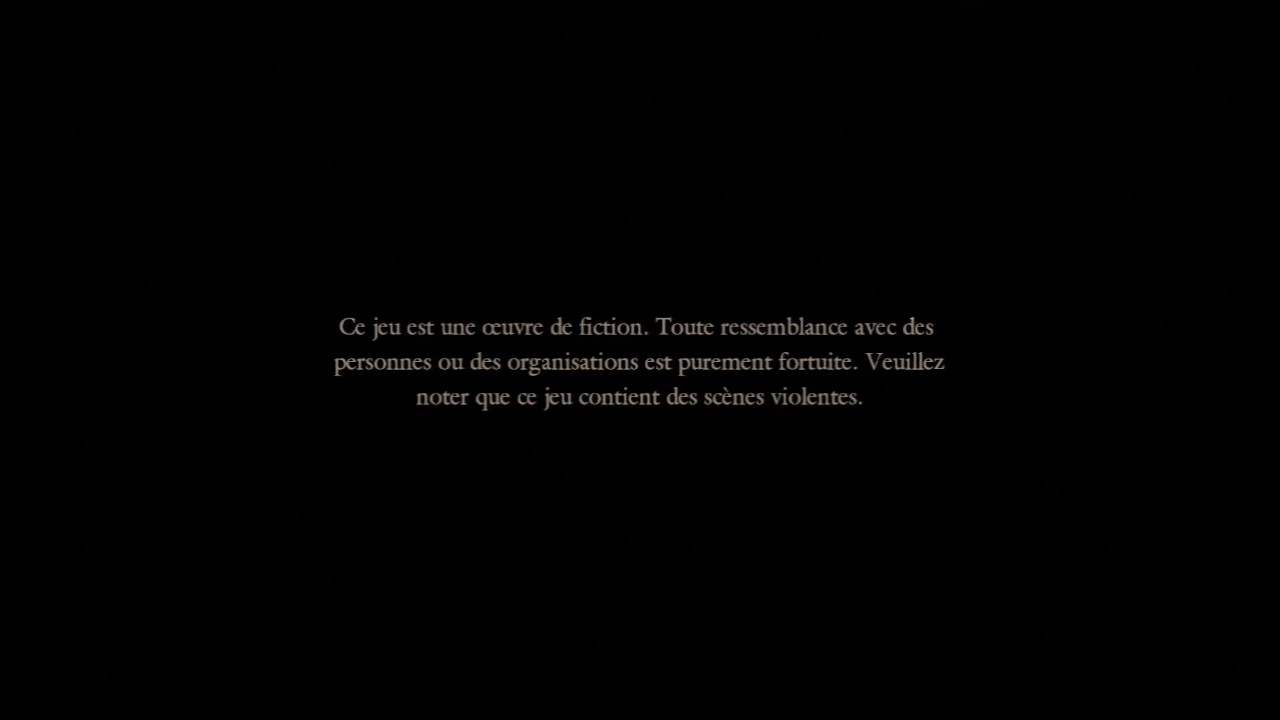 Ce jeu est une œuvre de fiction. Toute ressemblance avec des
personnes ou des organisations est purement fortuite. Veuillez
noter que ce jeu contient des scènes violentes.